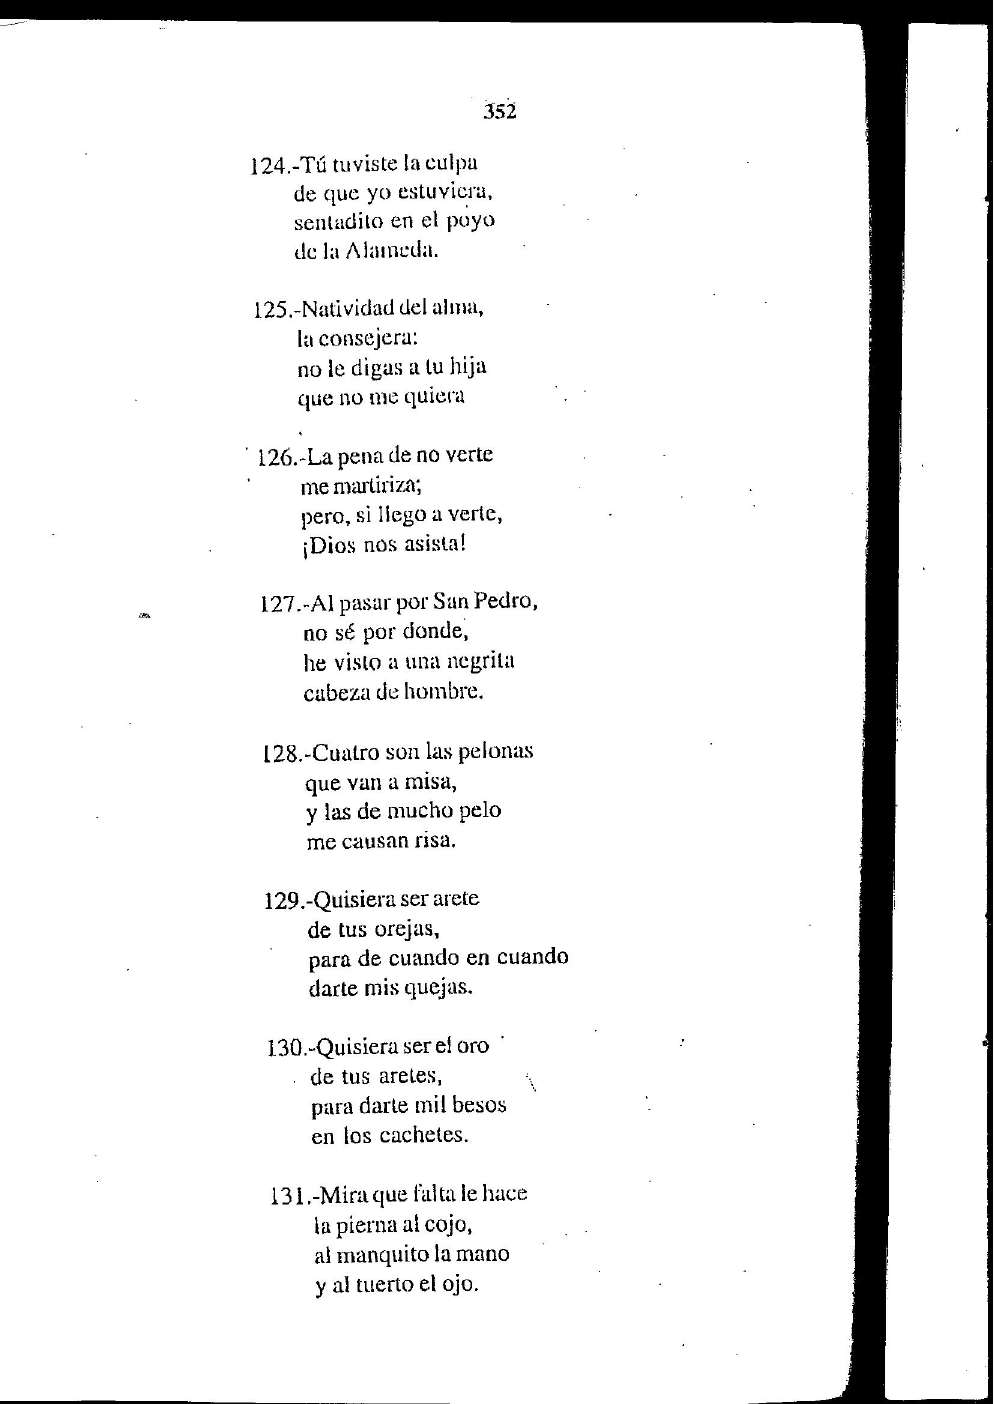 352
124.-Tú tuviste la culpa
de que yo estuviera,
sentadito en el poyo
de la Alameda.
125.-Natividad del alma,
la consejera:
no le digas a tu hija
que no me quiera
126.-La pena de no verte
me martiriza;
pero, si llego a verte,
¡Dios nos asista!
127.-Al pasar por San Pedro,
no sé por donde,
he visto a una negrita
cabeza de hombre.
128.-Cuatro son las pelonas
que van a misa,
y las de mucho pelo
me causan risa.
129.-Quisiera ser arete
de tus orejas,
para de cuando en cuando
darte mis quejas.
130.-Quisiera ser el oro
de tus aretes,
para darte mil besos
en los cachetes.
131.-Mira que falta le hace
la pierna al cojo,
al manquito la mano
y al tuerto el ojo.